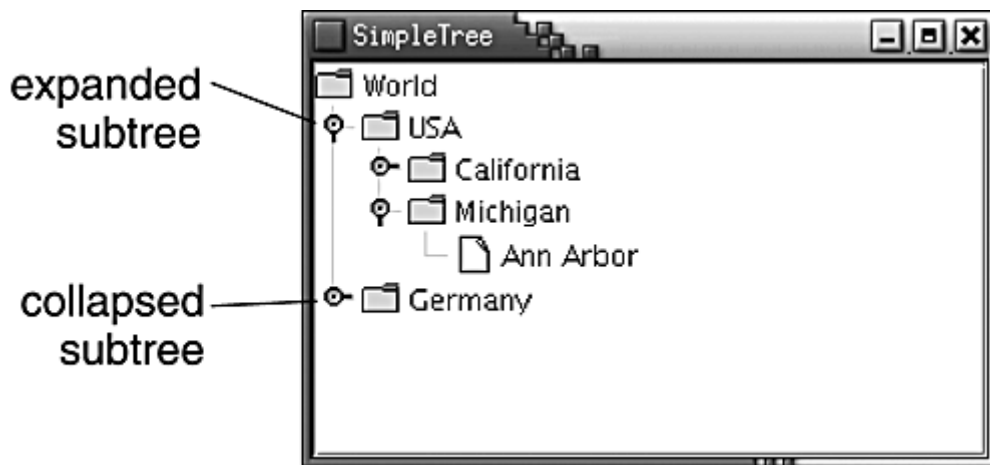 SimpleTree
World
expanded
subtree
USA
California
Michigan
Ann Arbor
collapsed
subtree
Germany